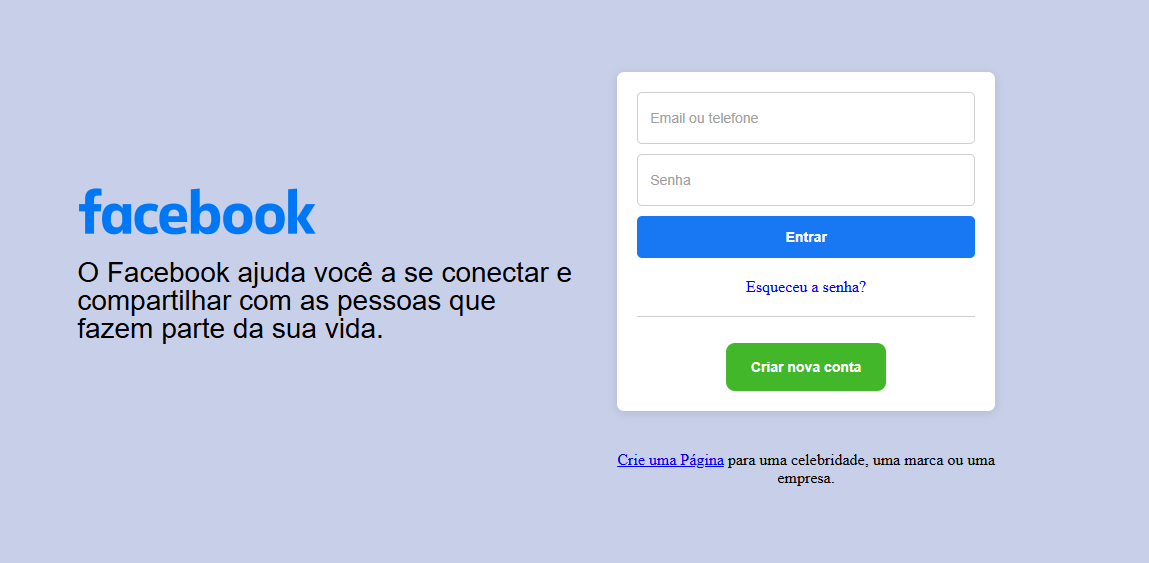 facebook
O Facebook ajuda você a se conectar e
compartilhar com as pessoas que
fazem parte da sua vida.
Email ou telefone
Senha
Entrar
Esqueceu a senha?
Criar nova conta
Crie uma Página para uma celebridade, uma marca ou uma
empresa.